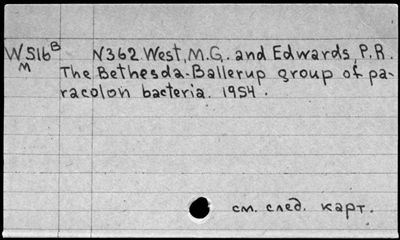 W516ᴮ N362 West, M.G. and Edwards, P.R.
M The Bethesda-Ballerup group of pa-
racolon bacteria. 1954.
см. след. карт.